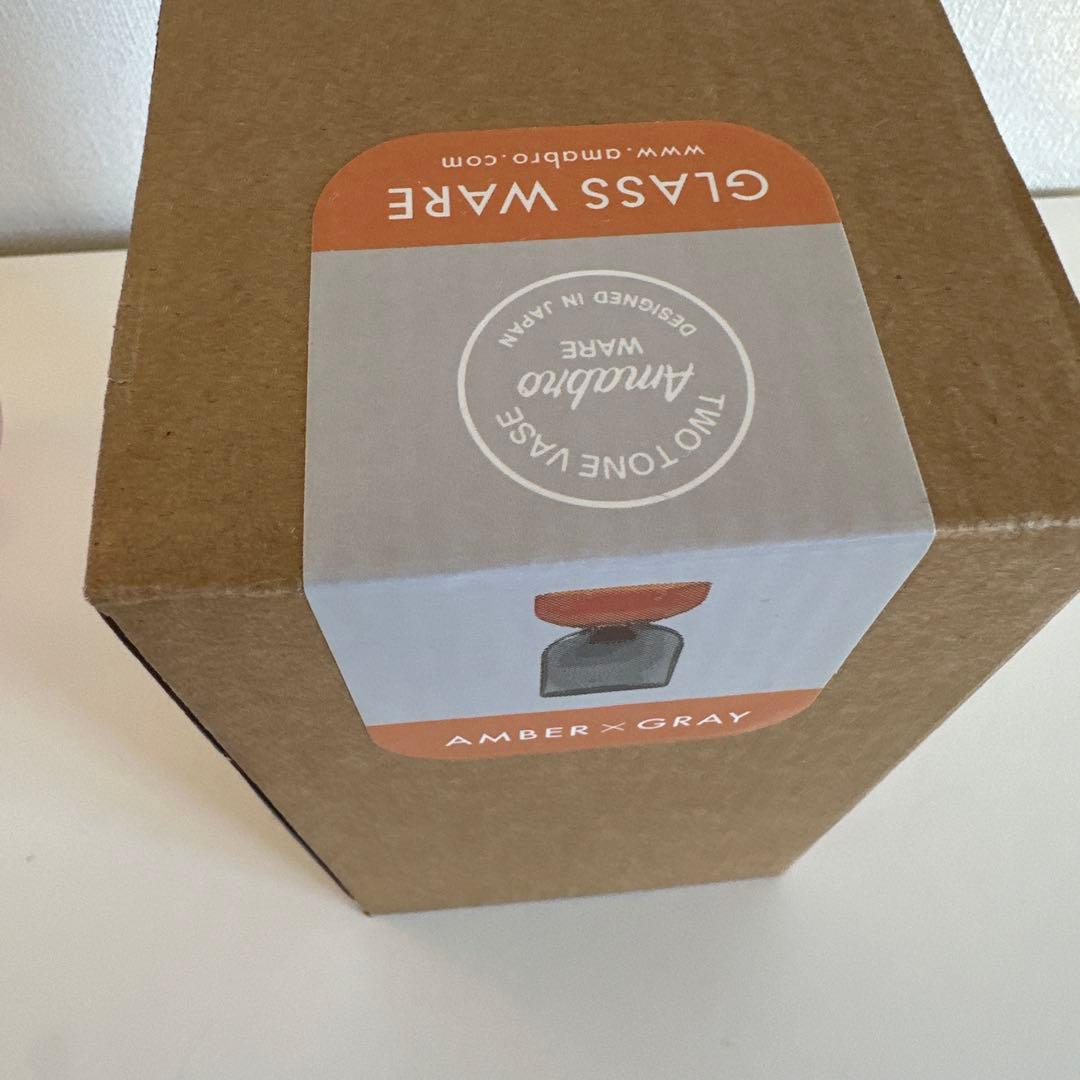 GLASS WARE
www.amabro.com
TWO TONE VASE
Amabro
WARE
DESIGNED IN JAPAN
AMBER × GRAY